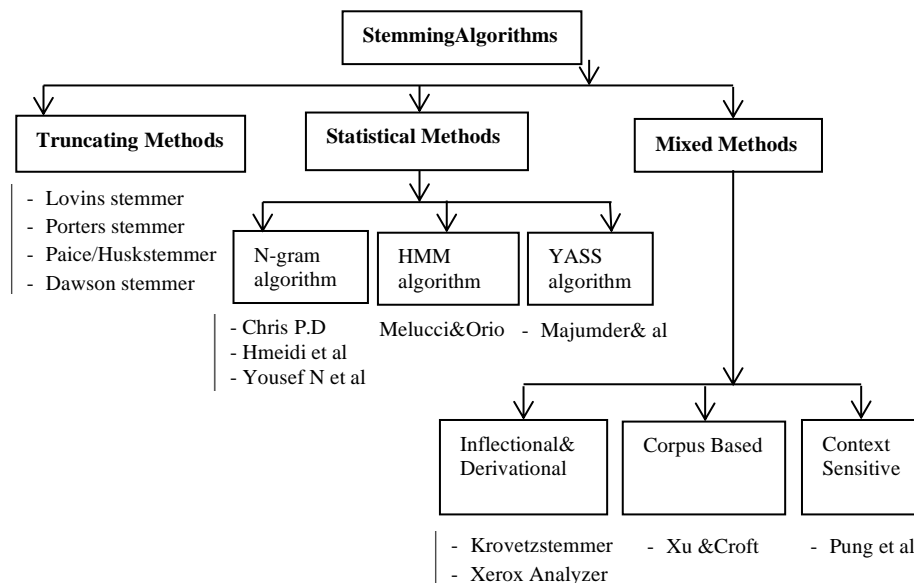 StemmingAlgorithms
Truncating Methods
Statistical Methods
Mixed Methods
- Lovins stemmer
- Porters stemmer
- Paice/Huskstemmer
- Dawson stemmer
N-gram
algorithm
HMM
algorithm
YASS
algorithm
- Chris P.D
- Hmeidi et al
- Yousef N et al
Melucci&Orio
- Majumder& al
Inflectional&
Derivational
Corpus Based
Context
Sensitive
- Krovetzstemmer
- Xerox Analyzer
- Xu &Croft
- Pung et al